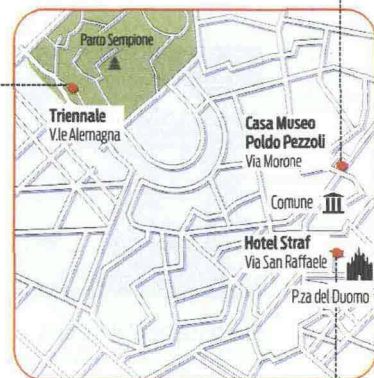 Parco Sempione
Triennale
V.le Alemagna
Casa Museo
Poldo Pezzoli
Via Morone
Comune
Hotel Straf
Via San Raffaele
P.za del Duomo